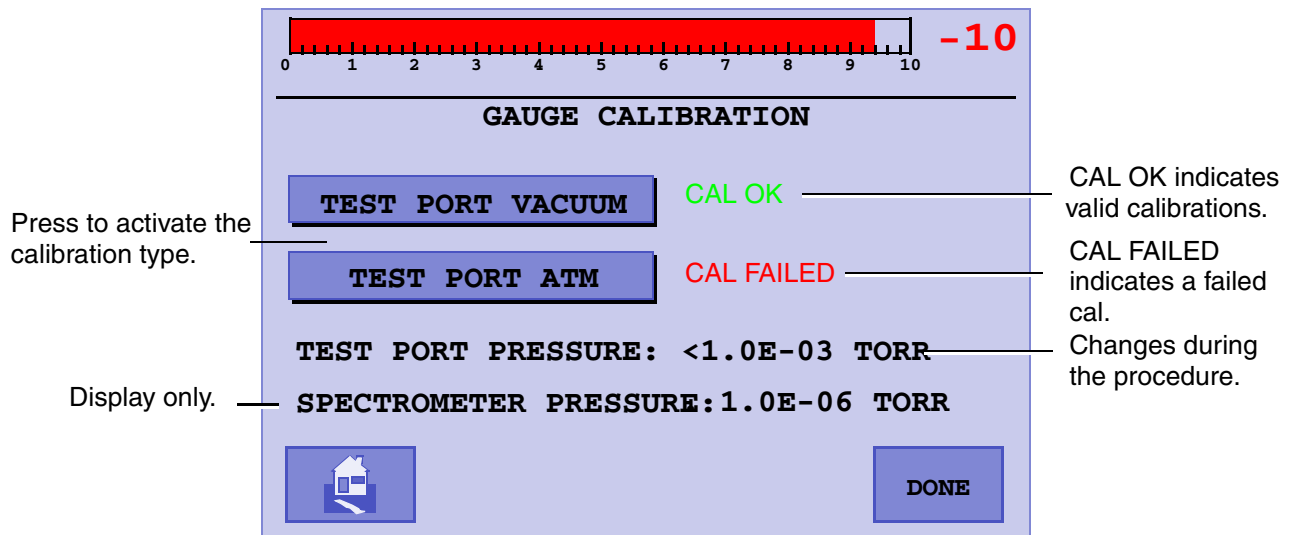 -10
0 1 2 3 4 5 6 7 8 9 10
GAUGE CALIBRATION
TEST PORT VACUUM
CAL OK
CAL OK indicates
valid calibrations.
Press to activate the
calibration type.
TEST PORT ATM
CAL FAILED
CAL FAILED
indicates a failed
cal.
TEST PORT PRESSURE: <1.0E-03 TORR
Changes during
the procedure.
Display only.
SPECTROMETER PRESSURE:1.0E-06 TORR
DONE